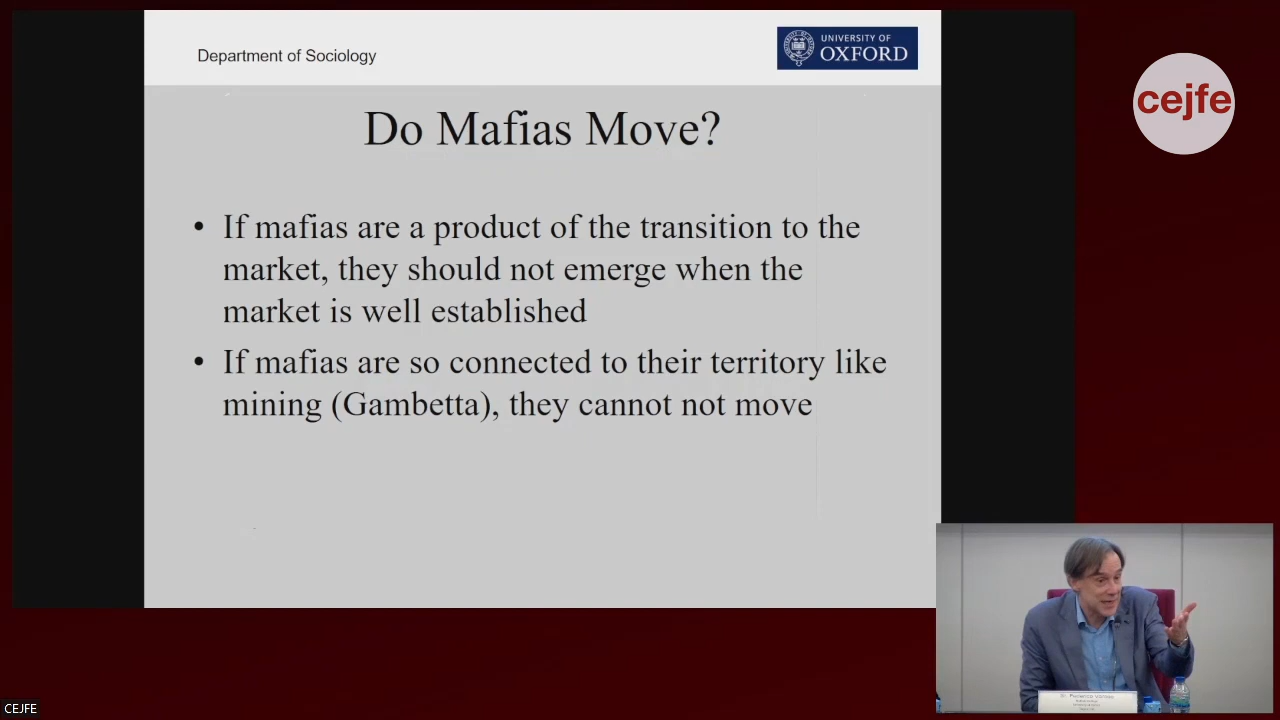 Department of Sociology
UNIVERSITY OF
OXFORD
cejfe
Do Mafias Move?
• If mafias are a product of the transition to the
market, they should not emerge when the
market is well established
• If mafias are so connected to their territory like
mining (Gambetta), they cannot not move
CEJFE